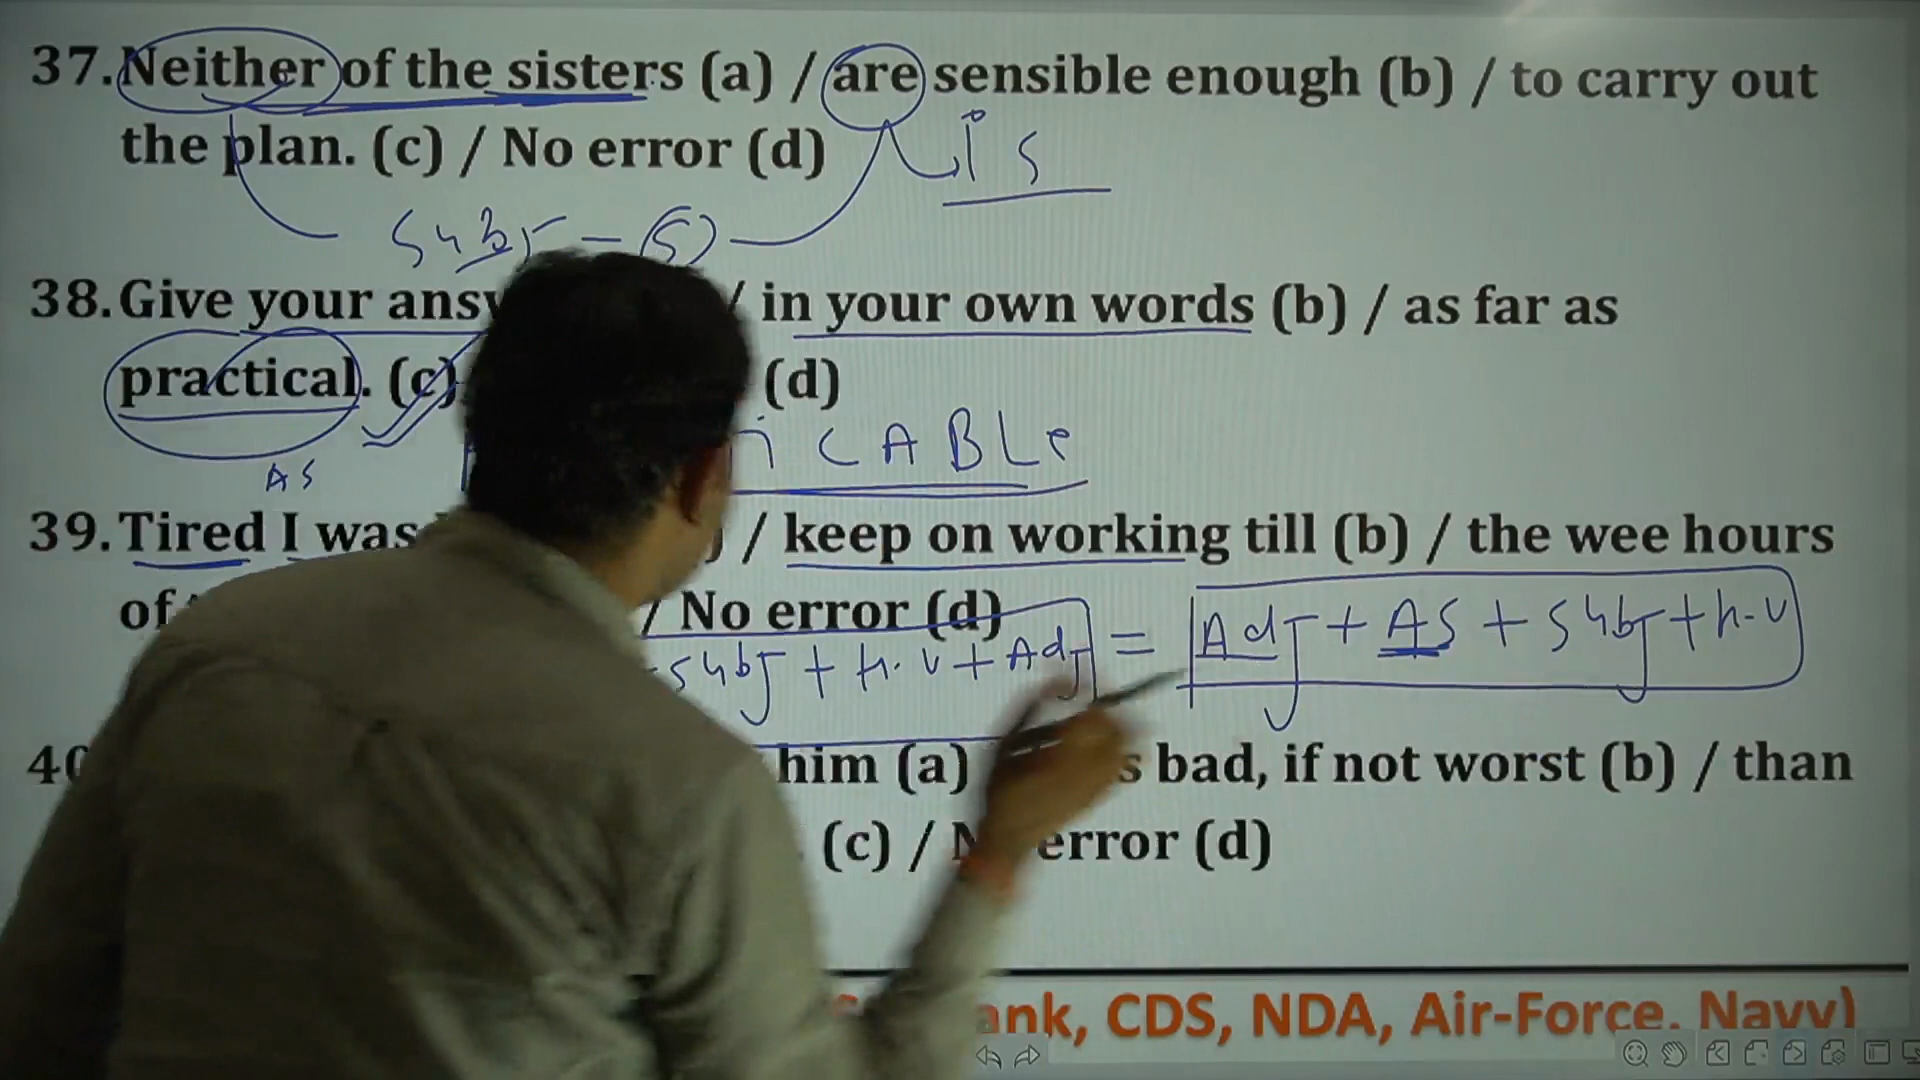 37. Neither of the sisters (a) / are sensible enough (b) / to carry out
the plan. (c) / No error (d)
is
Subj - (S)
38. Give your / in your own words (b) / as far as
practical. (c) (d)
iCABLe
AS
39. Tired I was / keep on working till (b) / the wee hours
of / No error (d)
Subj + H.V + Adj = Adj + AS + Subj + h.v
him (a) bad, if not worst (b) / than
(c) / error (d)
CDS, NDA, Air-Force, Navy)